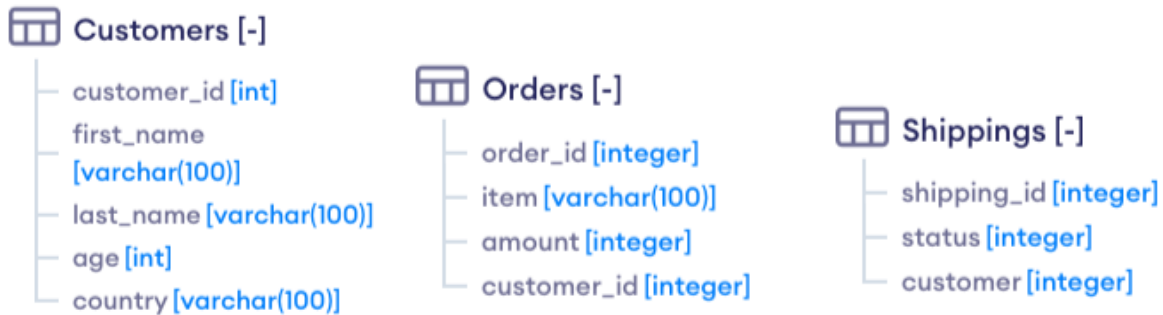 Customers [-]
customer_id [int]
first_name
[varchar(100)]
last_name [varchar(100)]
age [int]
country [varchar(100)]
Orders [-]
order_id [integer]
item [varchar(100)]
amount [integer]
customer_id [integer]
Shippings [-]
shipping_id [integer]
status [integer]
customer [integer]